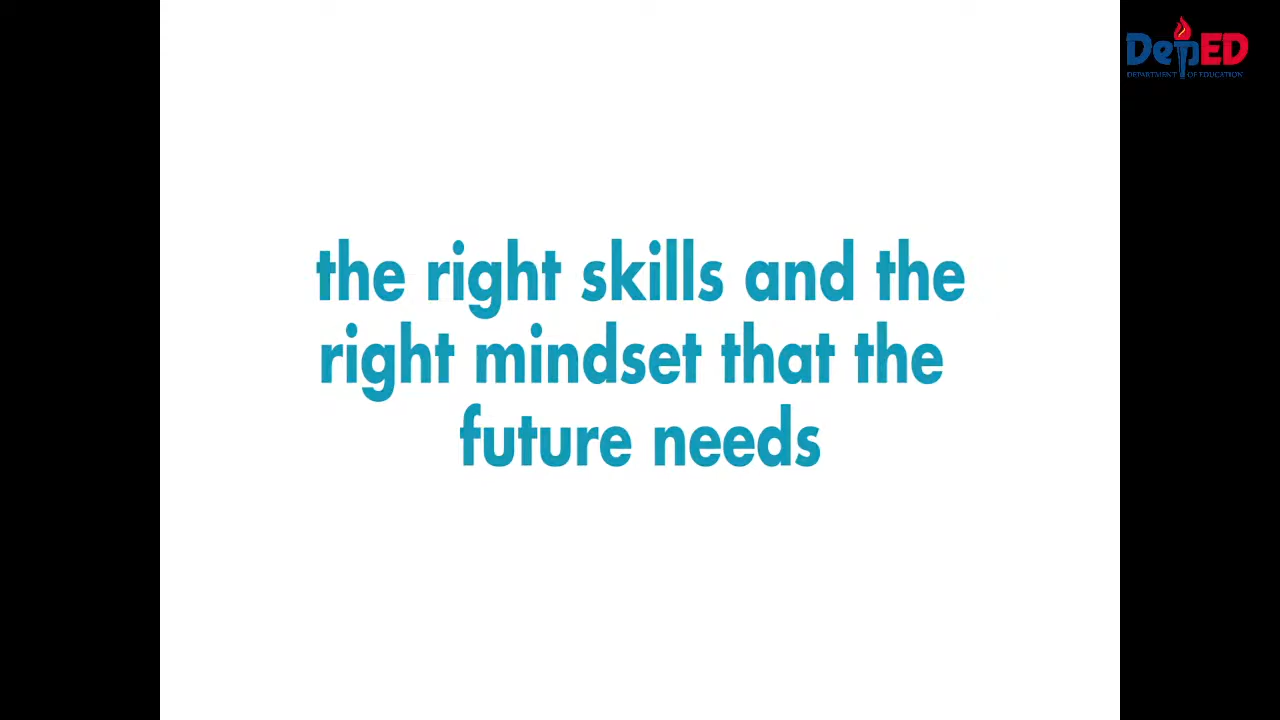 DepED
DEPARTMENT OF EDUCATION
the right skills and the
right mindset that the
future needs